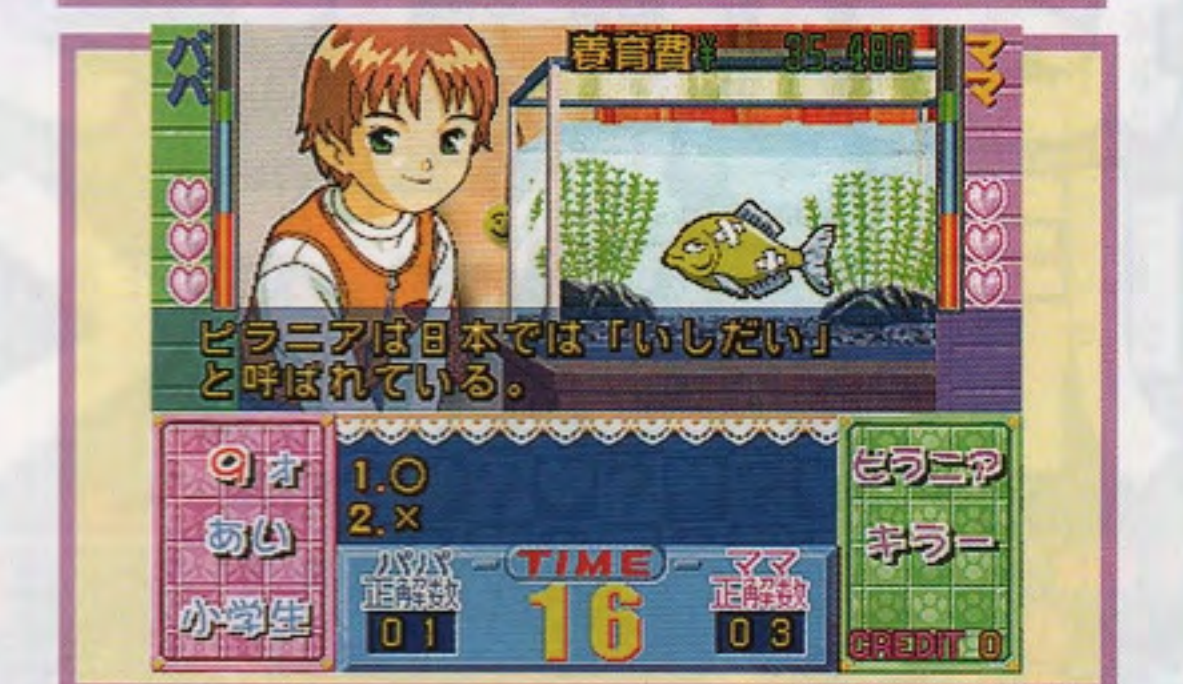 パパ
養育費¥ 35.480
ママ
ピラニアは日本では「いしだい」
と呼ばれている。
9才
あい
小学生
1.○
2.×
パパ
正解数
01
TIME
16
ママ
正解数
03
ピラニア
キラー
CREDIT 0